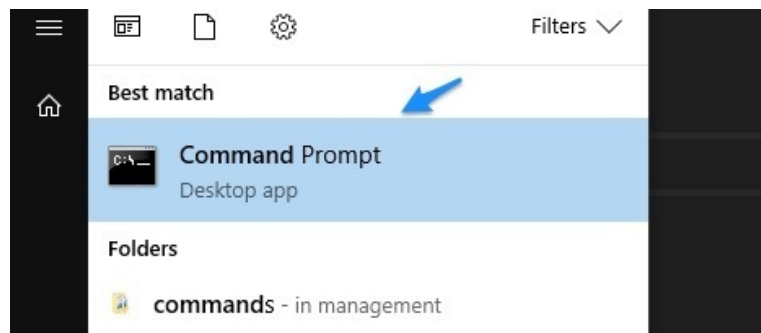 Filters
Best match
C:\_
Command Prompt
Desktop app
Folders
commands - in management